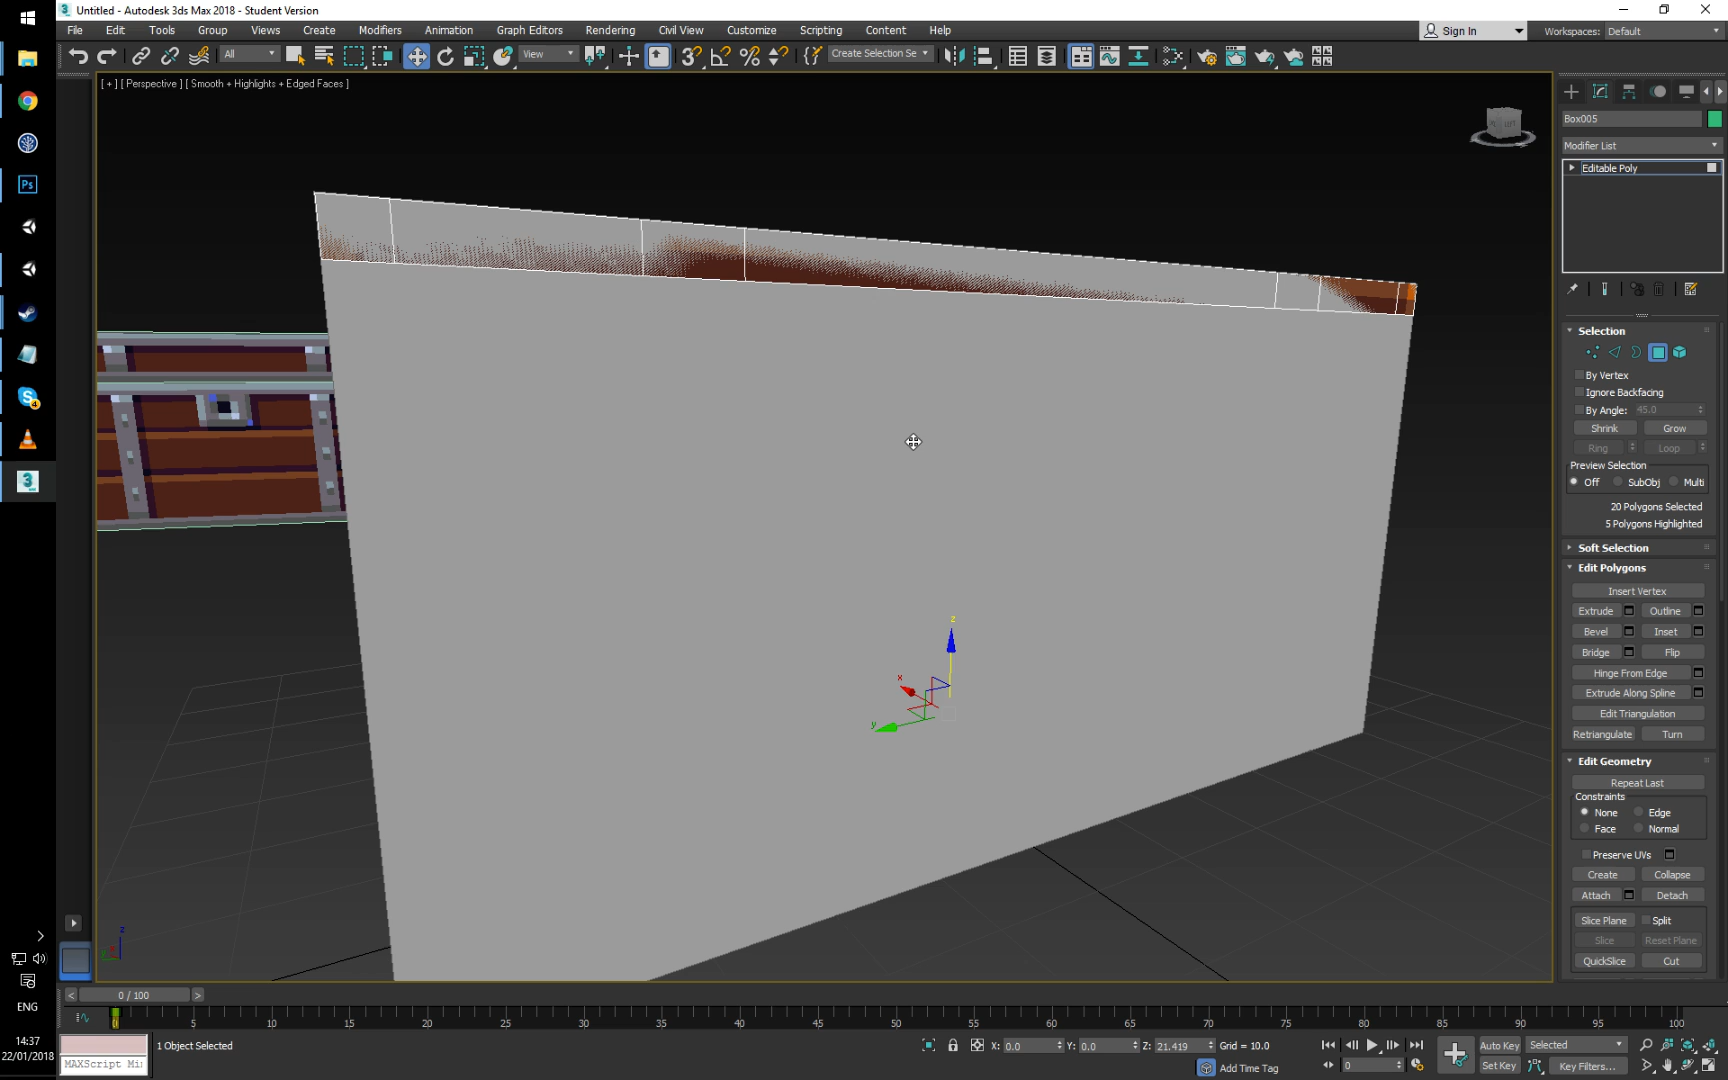 Untitled - Autodesk 3ds Max 2018 - Student Version
File Edit Tools Group Views Create Modifiers Animation Graph Editors Rendering Civil View Customize Scripting Content Help
Sign In
Workspaces: Default
All
View
Create Selection Se
[ + ] [ Perspective ] [ Smooth + Highlights + Edged Faces ]
LEFT
Box005
Modifier List
Editable Poly
Selection
By Vertex
Ignore Backfacing
By Angle: 45.0
Shrink Grow
Ring Loop
Preview Selection
Off SubObj Multi
20 Polygons Selected
5 Polygons Highlighted
Soft Selection
Edit Polygons
Insert Vertex
Extrude Outline
Bevel Inset
Bridge Flip
Hinge From Edge
Extrude Along Spline
Edit Triangulation
Retriangulate Turn
Edit Geometry
Repeat Last
Constraints
None Edge
Face Normal
Preserve UVs
Create Collapse
Attach Detach
Slice Plane Split
Slice Reset Plane
QuickSlice Cut
z
x
y
z
Ps
S
4
3
ENG
14:37
22/01/2018
< 0 / 100 >
0 5 10 15 20 25 30 35 40 45 50 55 60 65 70 75 80 85 90 95 100
MAXScript Mi
1 Object Selected
X: 0.0 Y: 0.0 Z: 21.419 Grid = 10.0
Add Time Tag
0
Auto Key Selected
Set Key Key Filters...